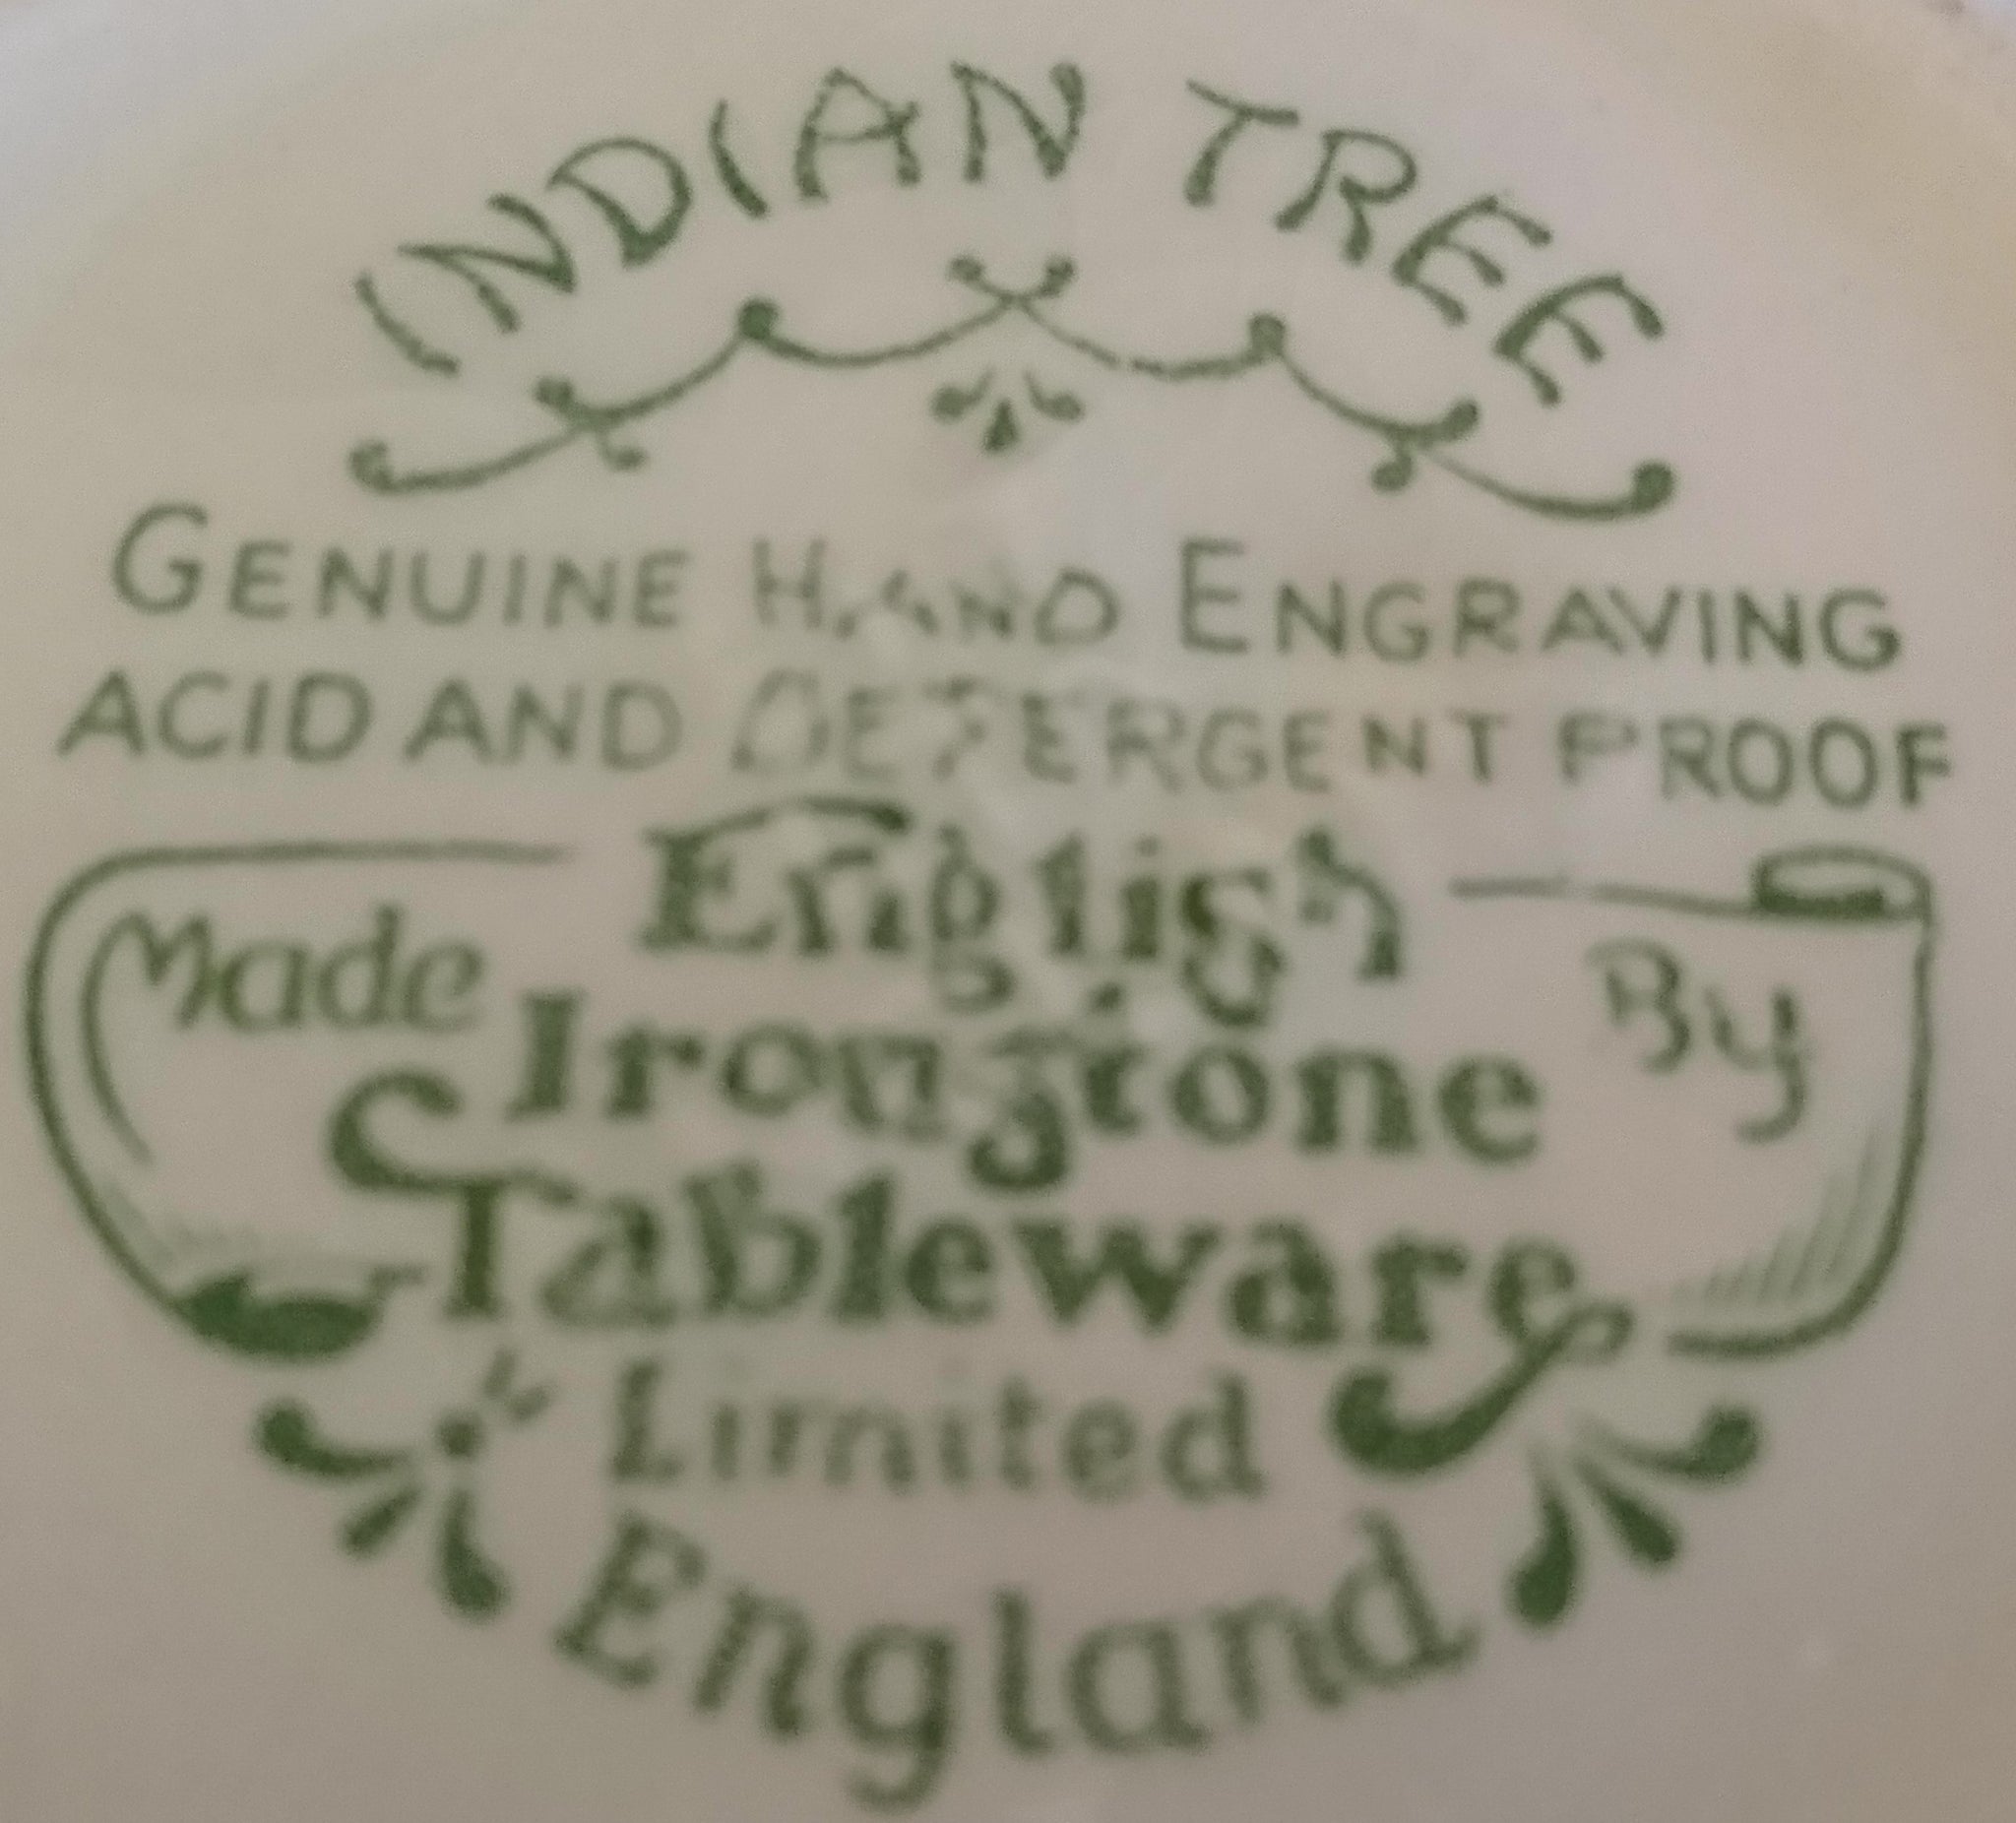 INDIAN TREE
GENUINE HAND ENGRAVING
ACID AND DETERGENT PROOF
Made English By
Ironstone
Tableware
Limited
England